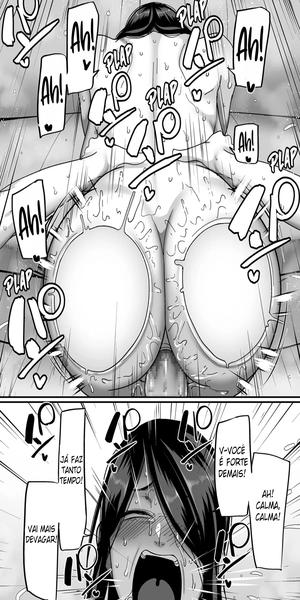 Ah!
Ah!
PLAP
PLAP
Ah!
PLAP
PLAP
Ah!
Ah!
PLAP
Ah!
PLAP
PLAP
V-VOCÊ
É FORTE
DEMAIS!
JÁ FAZ
TANTO
TEMPO!
AH!
CALMA,
CALMA!
VAI MAIS
DEVAGAR!